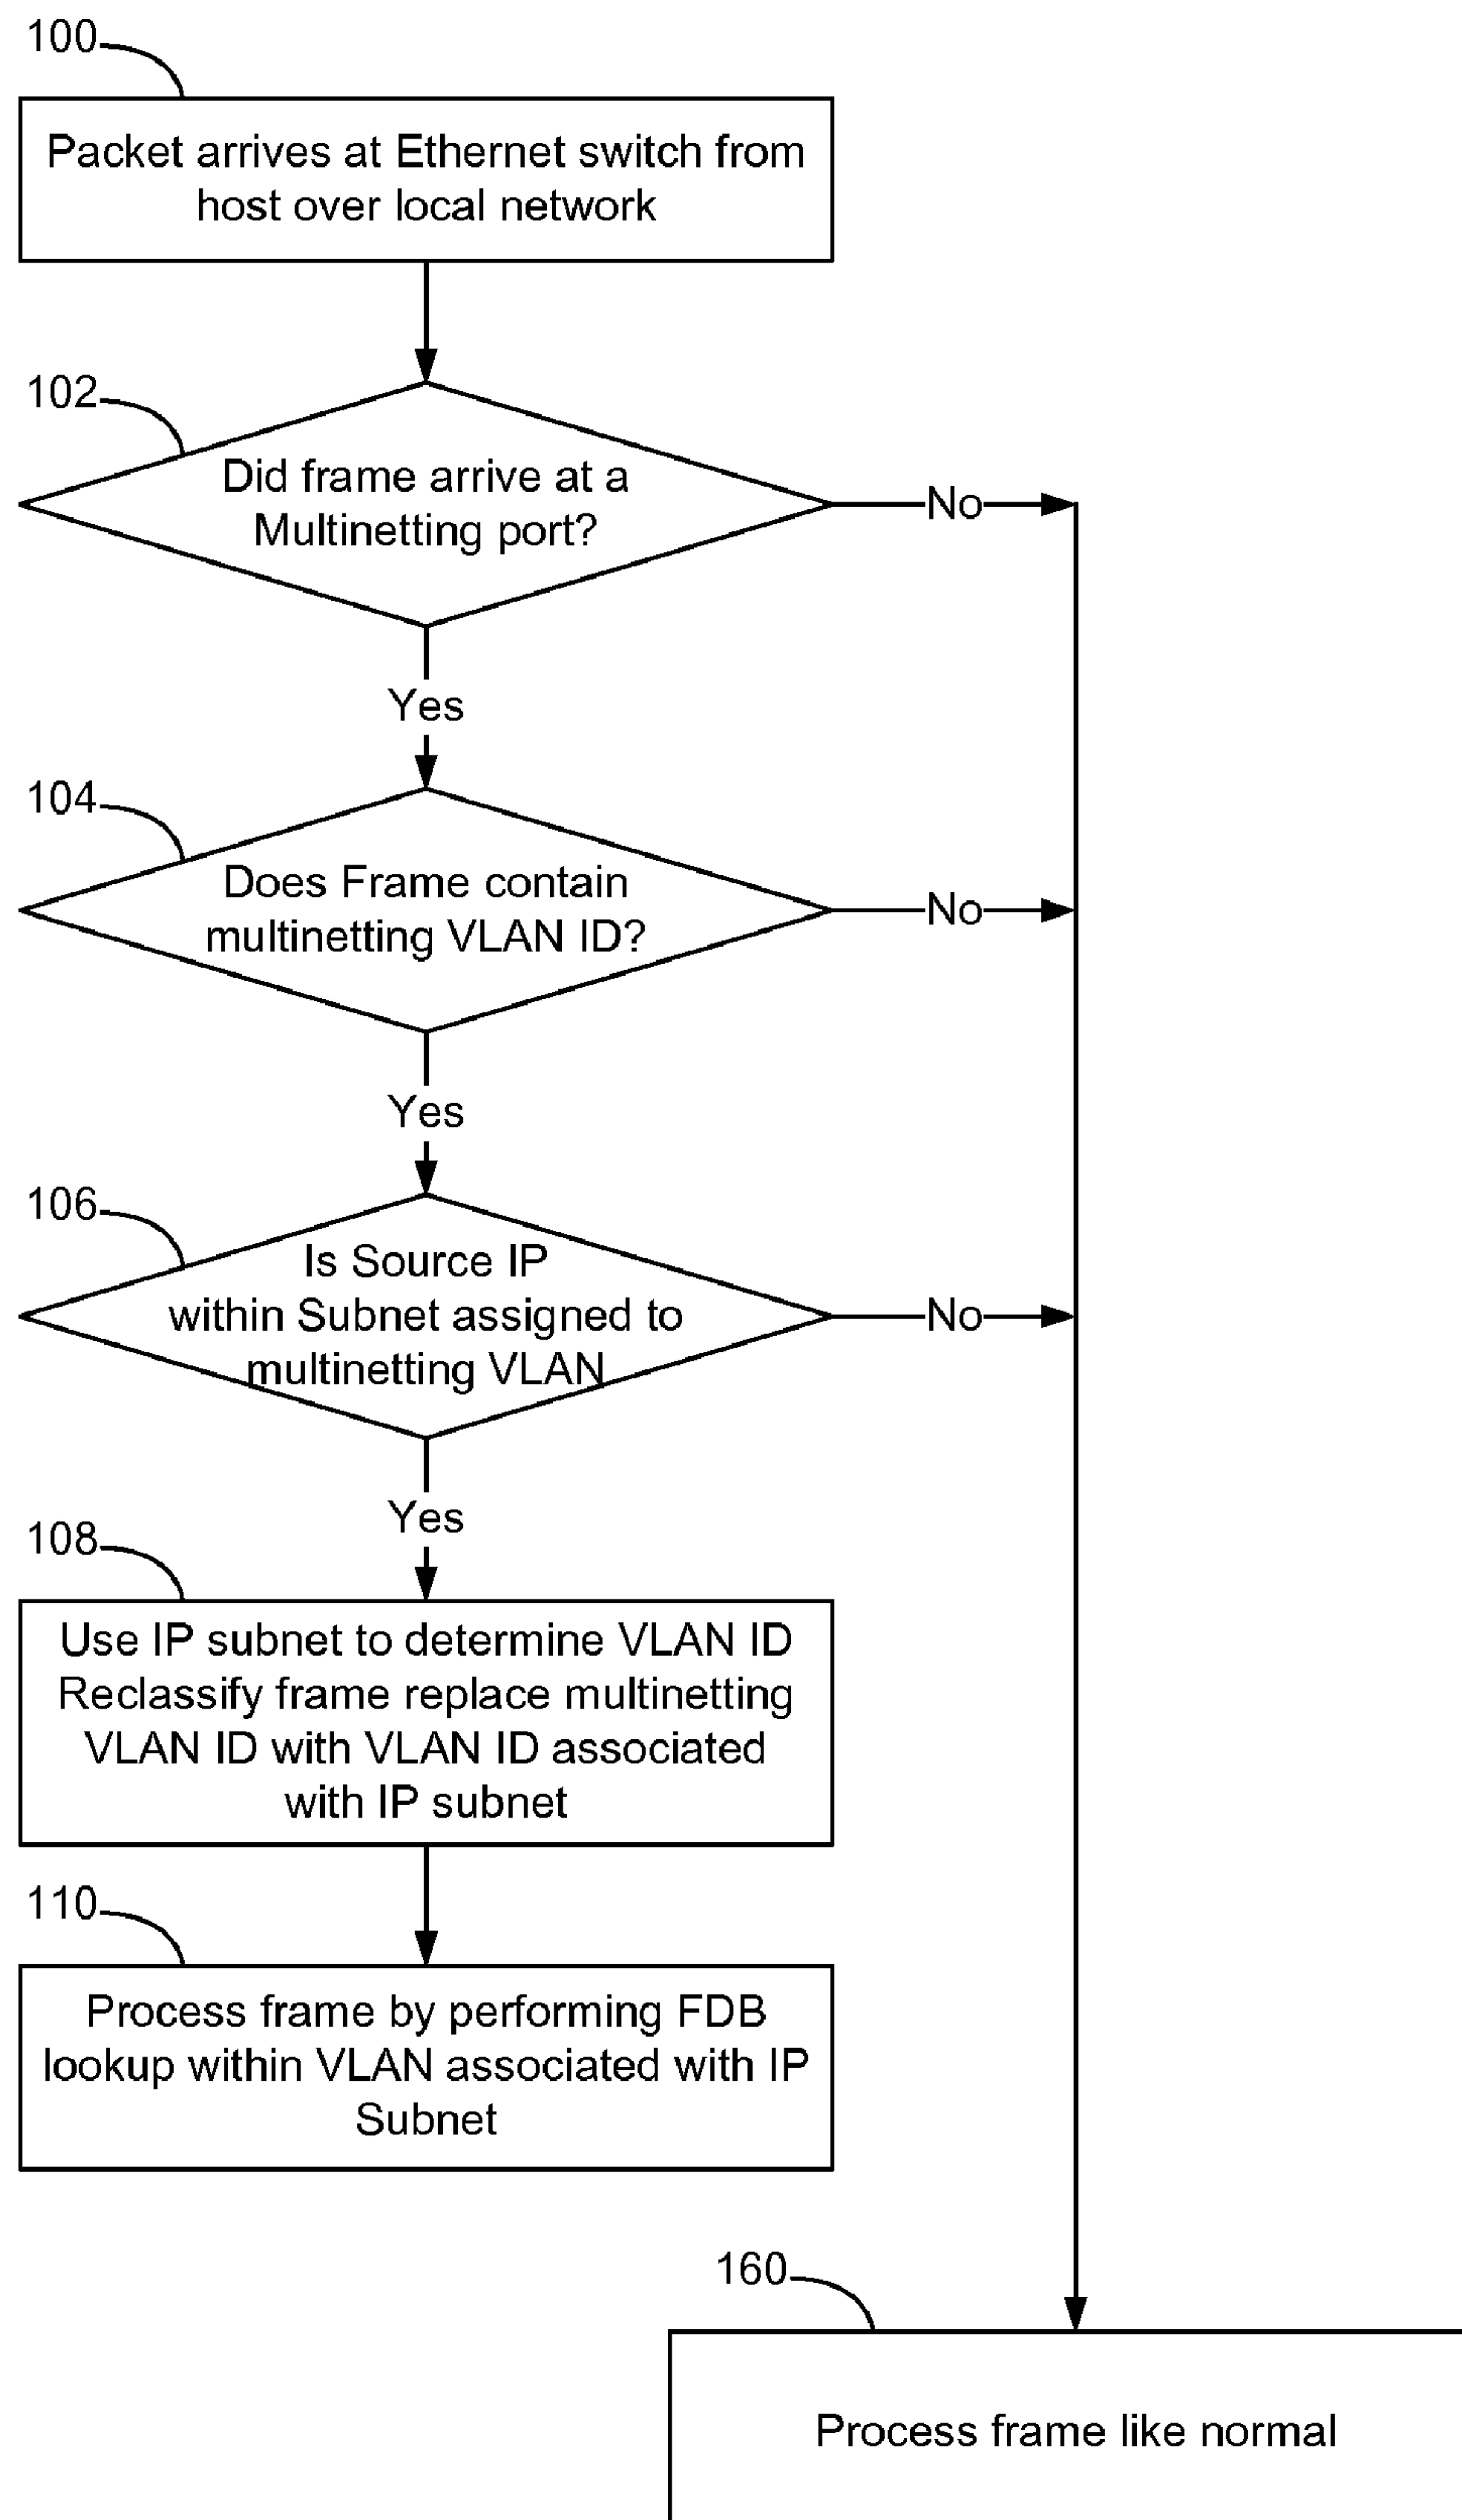 100
Packet arrives at Ethernet switch from
host over local network
102
Did frame arrive at a
Multinetting port?
No
Yes
104
Does Frame contain
multinetting VLAN ID?
No
Yes
106
Is Source IP
within Subnet assigned to
multinetting VLAN
No
Yes
108
Use IP subnet to determine VLAN ID
Reclassify frame replace multinetting
VLAN ID with VLAN ID associated
with IP subnet
110
Process frame by performing FDB
lookup within VLAN associated with IP
Subnet
160
Process frame like normal